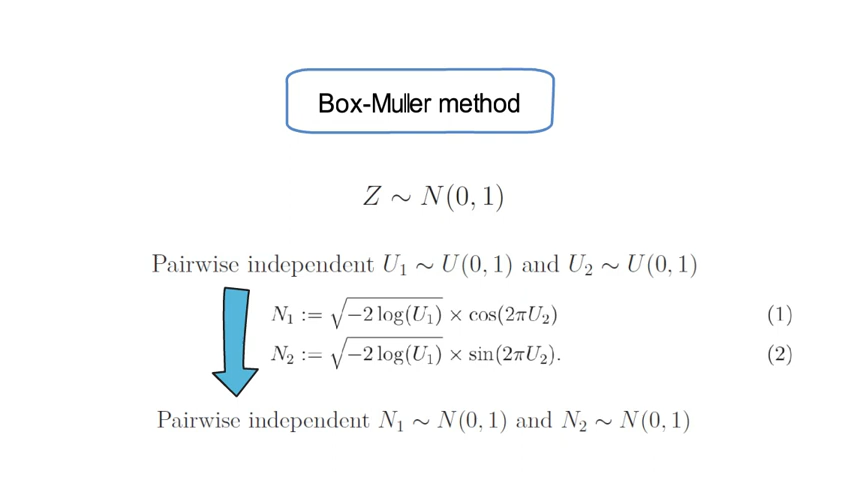 Box-Muller method
Z ∼ N(0, 1)
Pairwise independent U₁ ∼ U(0, 1) and U₂ ∼ U(0, 1)
N₁ := √(−2 log(U₁)) × cos(2πU₂) (1)
N₂ := √(−2 log(U₁)) × sin(2πU₂). (2)
Pairwise independent N₁ ∼ N(0, 1) and N₂ ∼ N(0, 1)